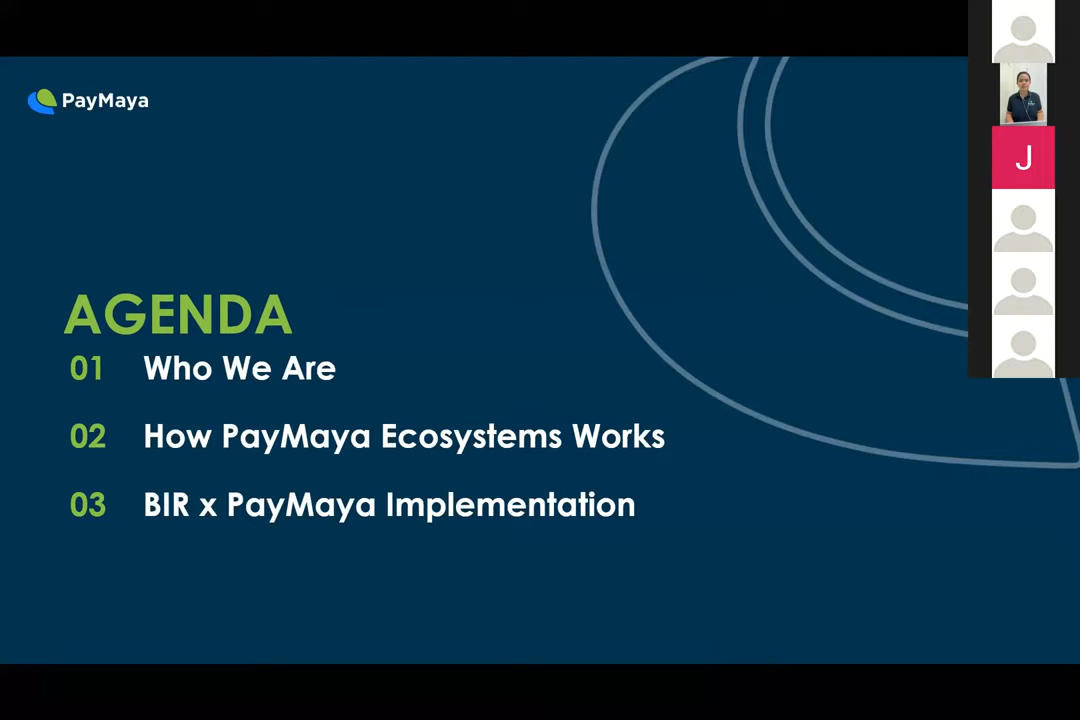 PayMaya
J
AGENDA
01 Who We Are
02 How PayMaya Ecosystems Works
03 BIR x PayMaya Implementation